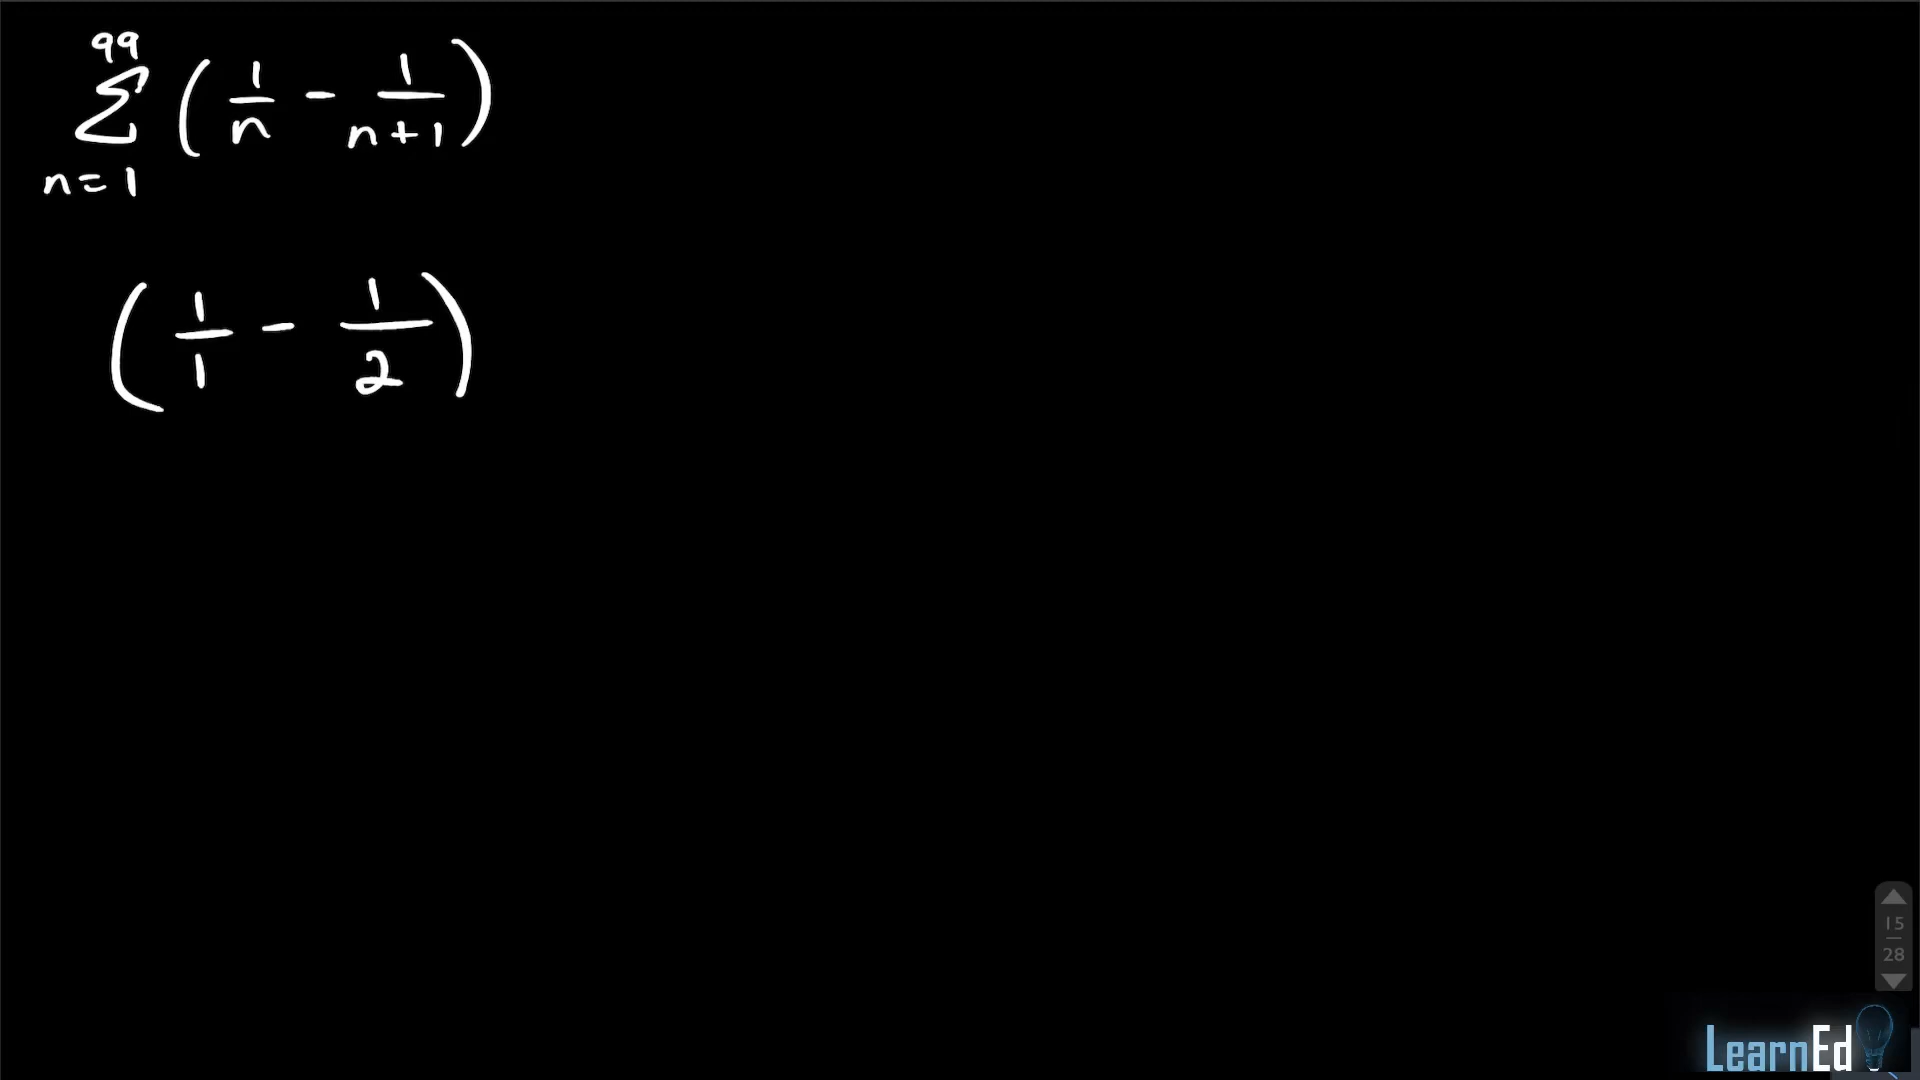 99
∑ ( 1/n - 1/(n+1) )
n = 1
( 1/1 - 1/2 )
15
28
LearnEd